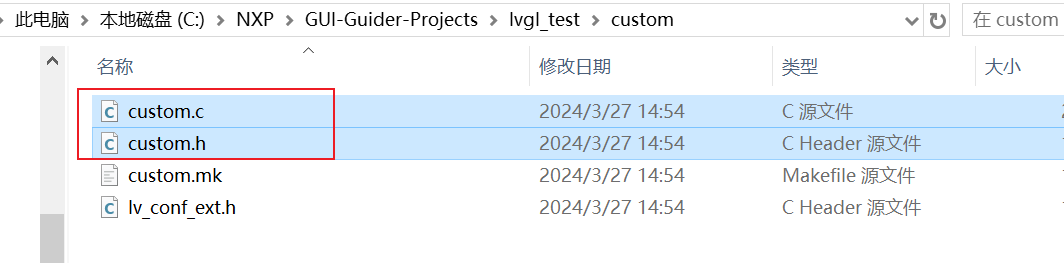 此电脑 > 本地磁盘 (C:) > NXP > GUI-Guider-Projects > lvgl_test > custom
在 custom
名称 修改日期 类型 大小
custom.c 2024/3/27 14:54 C 源文件
custom.h 2024/3/27 14:54 C Header 源文件
custom.mk 2024/3/27 14:54 Makefile 源文件
lv_conf_ext.h 2024/3/27 14:54 C Header 源文件